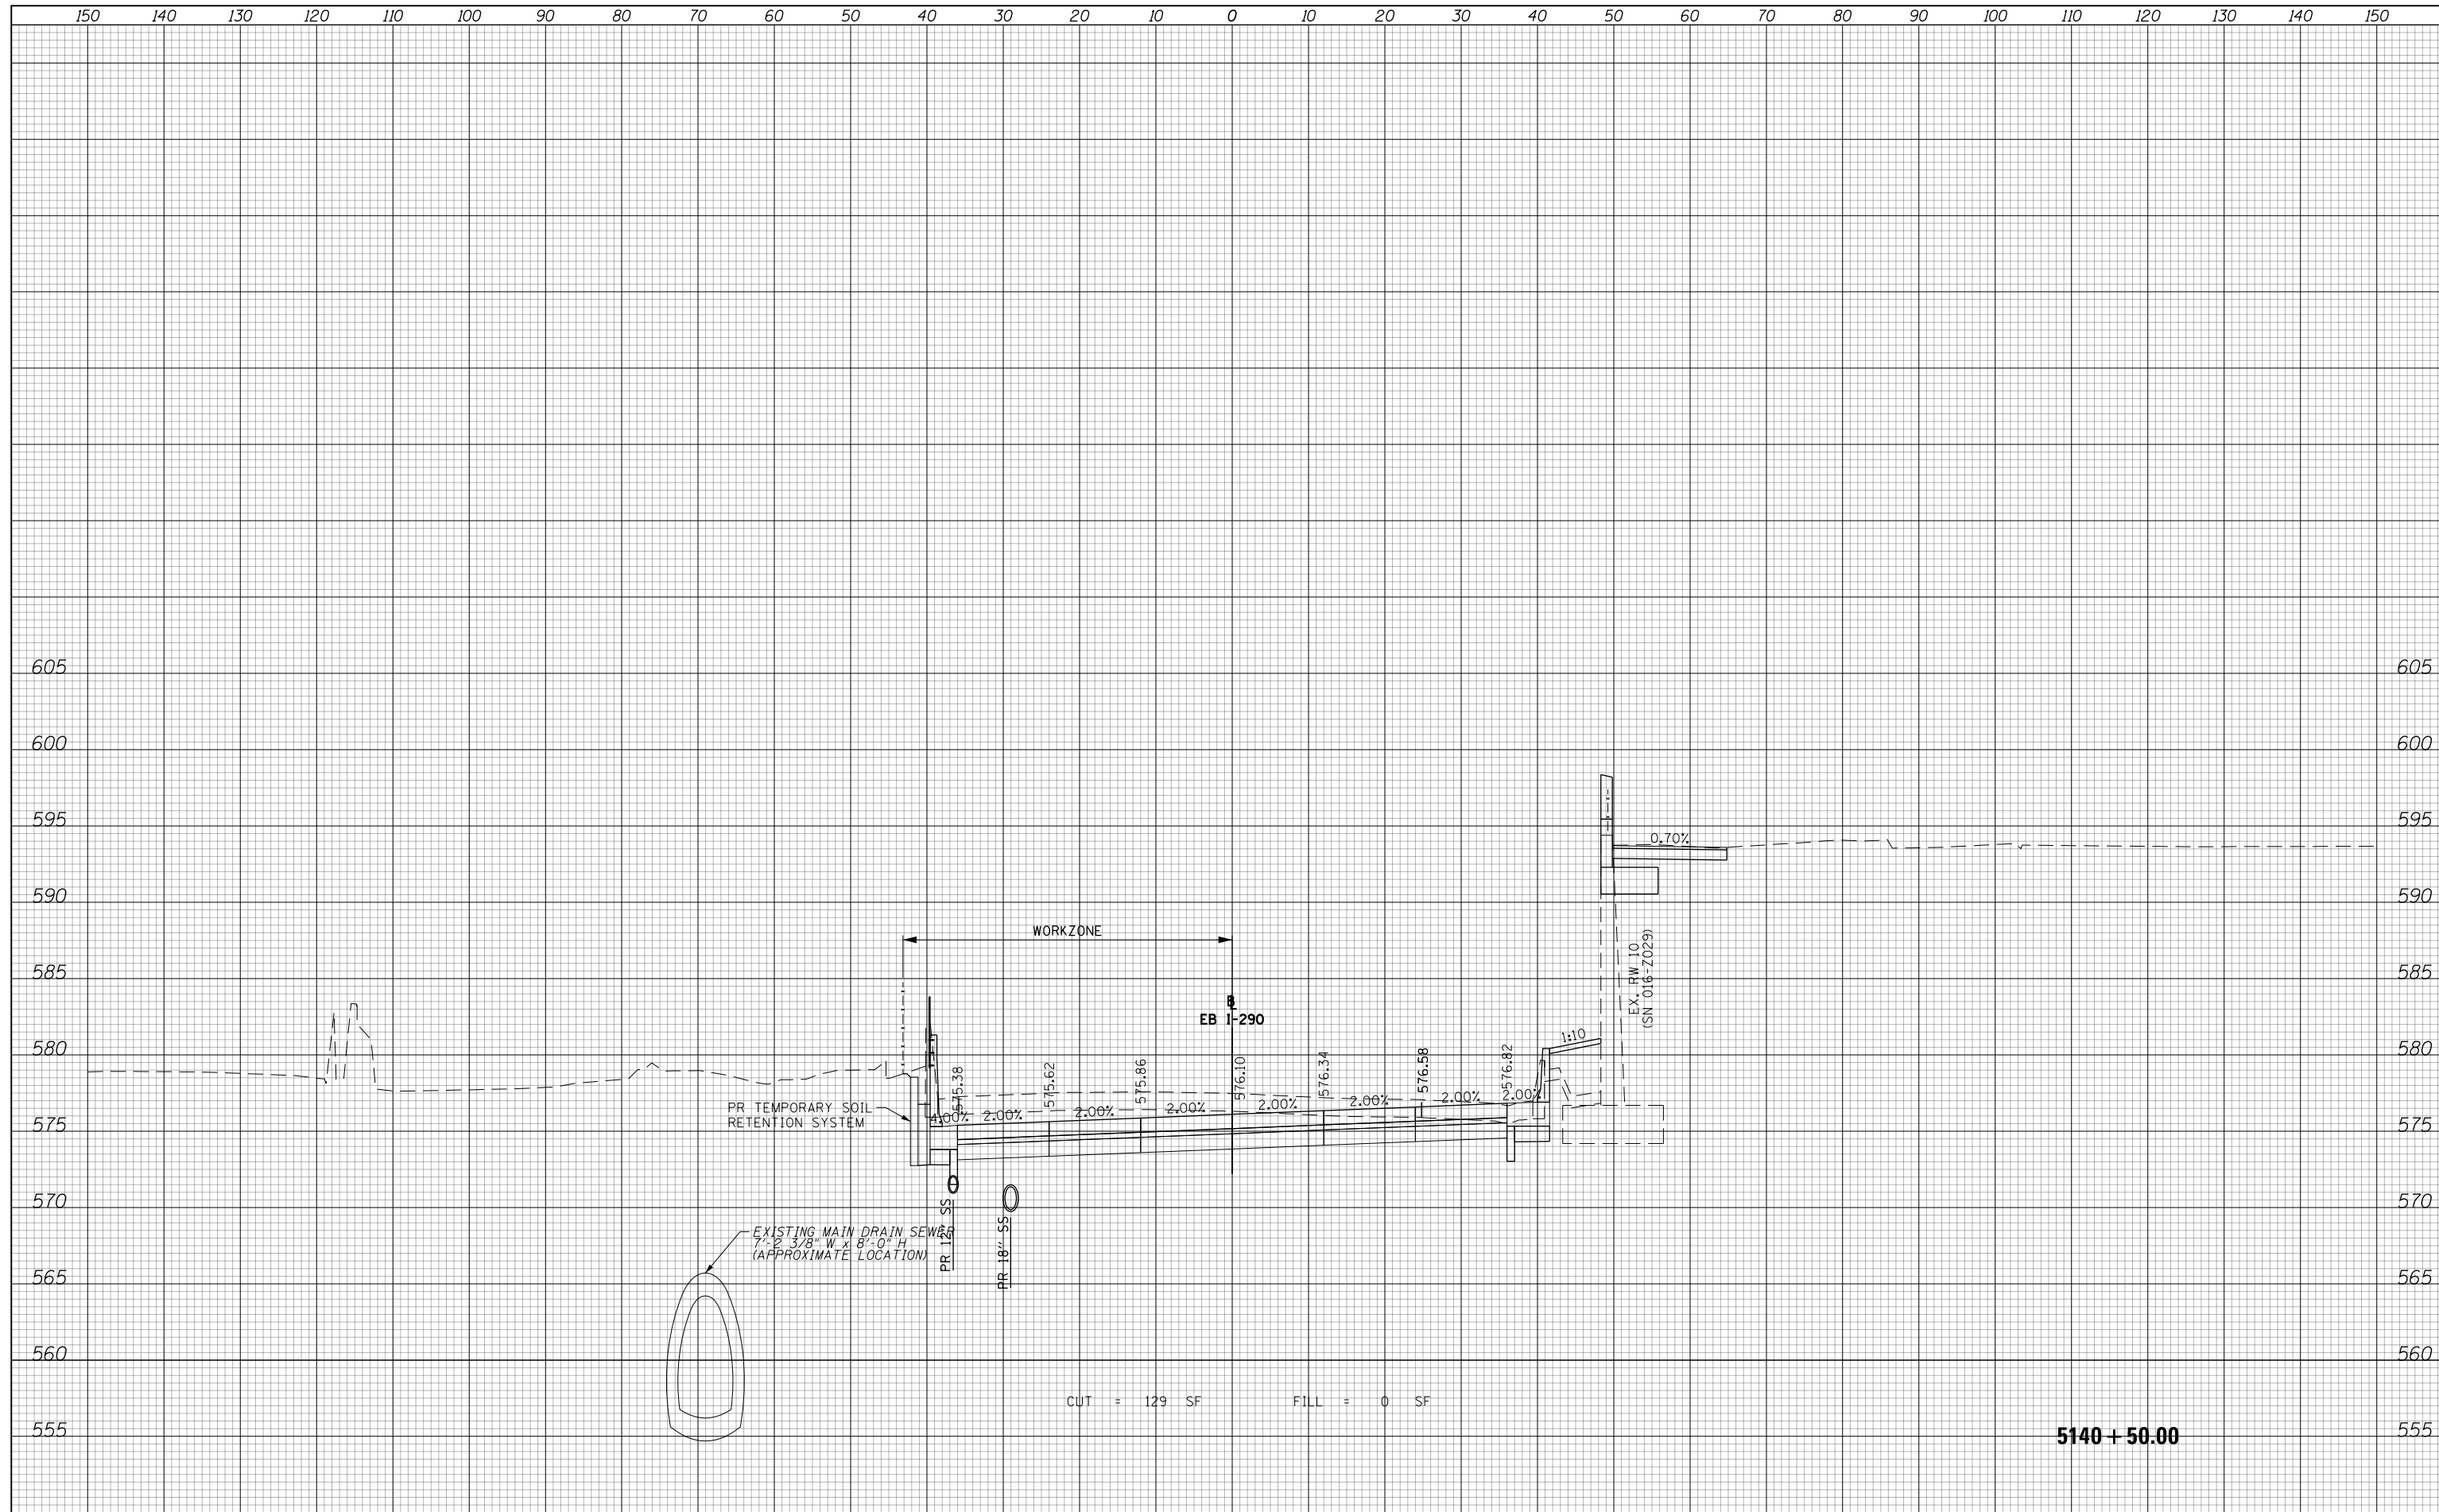 150 140 130 120 110 100 90 80 70 60 50 40 30 20 10 0 10 20 30 40 50 60 70 80 90 100 110 120 130 140 150
605 605
600 600
595 595
0.70%
590 590
WORKZONE
EX. RW 10
(SN 016-Z029)
585 585
B
L
EB I-290
1:10
580 580
575.38 575.62 575.86 576.10 576.34 576.58 576.82
PR TEMPORARY SOIL
RETENTION SYSTEM
4.00% 2.00% 2.00% 2.00% 2.00% 2.00% 2.00% 2.00%
575 575
570 570
PR 12" SS
PR 18" SS
EXISTING MAIN DRAIN SEWER
7'-2 3/8" W x 8'-0" H
(APPROXIMATE LOCATION)
565 565
560 560
CUT = 129 SF FILL = 0 SF
555 555
5140+50.00